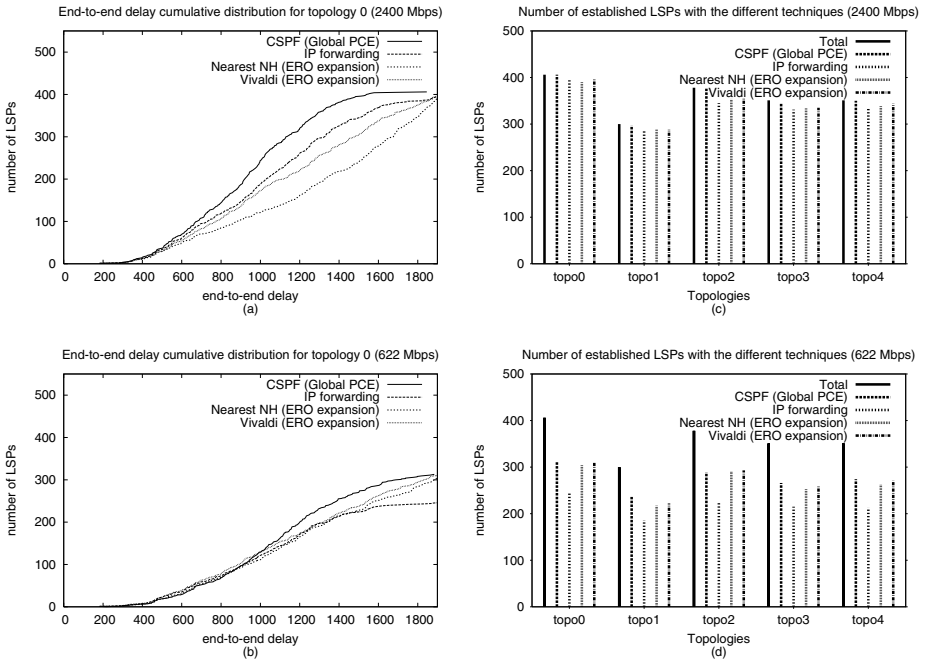 End-to-end delay cumulative distribution for topology 0 (2400 Mbps)
500
400
300
200
100
0
number of LSPs
CSPF (Global PCE)
IP forwarding
Nearest NH (ERO expansion)
Vivaldi (ERO expansion)
0 200 400 600 800 1000 1200 1400 1600 1800
end-to-end delay
(a)
Number of established LSPs with the different techniques (2400 Mbps)
500
400
300
200
100
0
number of LSPs
Total
CSPF (Global PCE)
IP forwarding
Nearest NH (ERO expansion)
Vivaldi (ERO expansion)
topo0 topo1 topo2 topo3 topo4
Topologies
(c)
End-to-end delay cumulative distribution for topology 0 (622 Mbps)
500
400
300
200
100
0
number of LSPs
CSPF (Global PCE)
IP forwarding
Nearest NH (ERO expansion)
Vivaldi (ERO expansion)
0 200 400 600 800 1000 1200 1400 1600 1800
end-to-end delay
(b)
Number of established LSPs with the different techniques (622 Mbps)
500
400
300
200
100
0
number of LSPs
Total
CSPF (Global PCE)
IP forwarding
Nearest NH (ERO expansion)
Vivaldi (ERO expansion)
topo0 topo1 topo2 topo3 topo4
Topologies
(d)